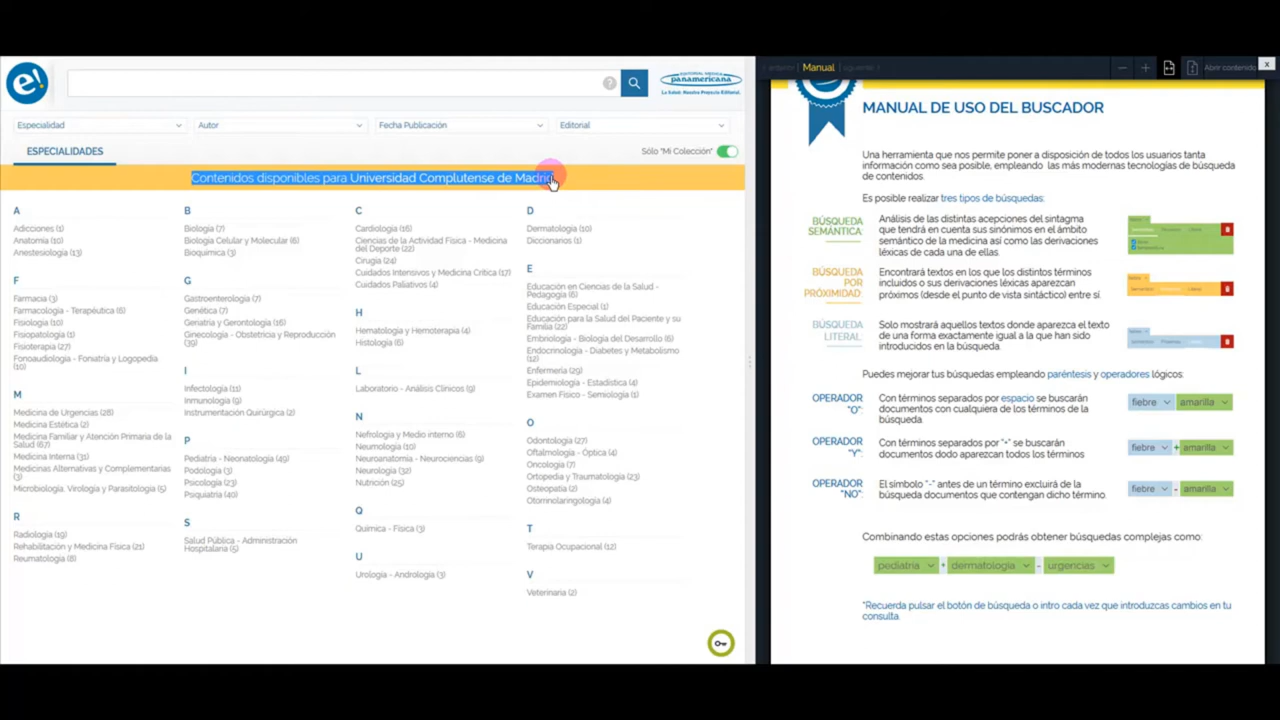 e!
?
EDITORIAL MEDICA
panamericana
La Salud: Nuestro Proyecto Editorial.
Especialidad
Autor
Fecha Publicación
Editorial
ESPECIALIDADES
Sólo "Mi Colección"
Contenidos disponibles para Universidad Complutense de Madrid
A
Adicciones (1)
Anatomía (10)
Anestesiología (13)
B
Biología (7)
Biología Celular y Molecular (6)
Bioquímica (3)
C
Cardiología (16)
Ciencias de la Actividad Física - Medicina
del Deporte (22)
Cirugía (24)
Cuidados Intensivos y Medicina Crítica (17)
Cuidados Paliativos (4)
D
Dermatología (10)
Diccionarios (1)
E
Educación en Ciencias de la Salud -
Pedagogía (6)
Educación Especial (1)
Educación para la Salud del Paciente y su
Familia (22)
Embriología - Biología del Desarrollo (6)
Endocrinología - Diabetes y Metabolismo
(12)
Enfermería (29)
Epidemiología - Estadística (4)
Examen Físico - Semiología (1)
F
Farmacia (3)
Farmacología - Terapéutica (6)
Fisiología (10)
Fisiopatología (1)
Fisioterapia (27)
Fonoaudiología - Foniatría y Logopedia
(10)
G
Gastroenterología (7)
Genética (7)
Geriatría y Gerontología (16)
Ginecología - Obstetricia y Reproducción
(39)
H
Hematología y Hemoterapia (4)
Histología (6)
I
Infectología (11)
Inmunología (9)
Instrumentación Quirúrgica (2)
L
Laboratorio - Análisis Clínicos (9)
M
Medicina de Urgencias (28)
Medicina Estética (2)
Medicina Familiar y Atención Primaria de la
Salud (67)
Medicina Interna (31)
Medicinas Alternativas y Complementarias
(3)
Microbiología, Virología y Parasitología (5)
N
Nefrología y Medio interno (6)
Neumología (10)
Neuroanatomía - Neurociencias (9)
Neurología (32)
Nutrición (25)
O
Odontología (27)
Oftalmología - Óptica (4)
Oncología (7)
Ortopedia y Traumatología (23)
Osteopatía (2)
Otorrinolaringología (4)
P
Pediatría - Neonatología (49)
Podología (3)
Psicología (23)
Psiquiatría (40)
Q
Química - Física (3)
R
Radiología (19)
Rehabilitación y Medicina Física (21)
Reumatología (8)
S
Salud Pública - Administración
Hospitalaria (5)
T
Terapia Ocupacional (12)
U
Urología - Andrología (3)
V
Veterinaria (2)
anterior
Manual
siguiente
Abrir contenido
x
MANUAL DE USO DEL BUSCADOR
Una herramienta que nos permite poner a disposición de todos los usuarios tanta
información como sea posible, empleando las más modernas tecnologías de búsqueda
de contenidos.
Es posible realizar tres tipos de búsquedas:
BÚSQUEDA
SEMÁNTICA:
Análisis de las distintas acepciones del sintagma
que tendrá en cuenta sus sinónimos en el ámbito
semántico de la medicina así como las derivaciones
léxicas de cada una de ellas.
BÚSQUEDA
POR
PROXIMIDAD:
Encontrará textos en los que los distintos términos
incluidos o sus derivaciones léxicas aparezcan
próximos (desde el punto de vista sintáctico) entre sí.
BÚSQUEDA
LITERAL:
Solo mostrará aquellos textos donde aparezca el texto
de una forma exactamente igual a la que han sido
introducidos en la búsqueda.
Puedes mejorar tus búsquedas empleando paréntesis y operadores lógicos:
OPERADOR
"O":
Con términos separados por espacio se buscarán
documentos con cualquiera de los términos de la
búsqueda.
fiebre amarilla
OPERADOR
"Y":
Con términos separados por "+" se buscarán
documentos dodo aparezcan todos los términos
fiebre + amarilla
OPERADOR
"NO":
El símbolo "-" antes de un término excluirá de la
búsqueda documentos que contengan dicho término.
fiebre - amarilla
Combinando estas opciones podrás obtener búsquedas complejas como:
pediatría + dermatología - urgencias
*Recuerda pulsar el botón de búsqueda o intro cada vez que introduzcas cambios en tu
consulta.